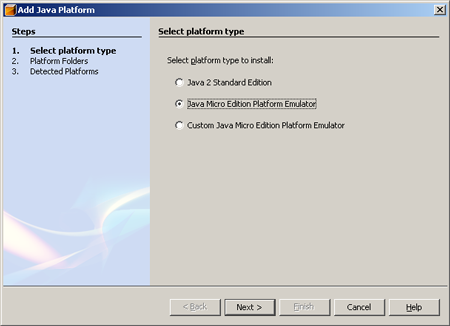 Add Java Platform
Steps
1. Select platform type
2. Platform Folders
3. Detected Platforms
Select platform type
Select platform type to install:
Java 2 Standard Edition
Java Micro Edition Platform Emulator
Custom Java Micro Edition Platform Emulator
< Back
Next >
Finish
Cancel
Help